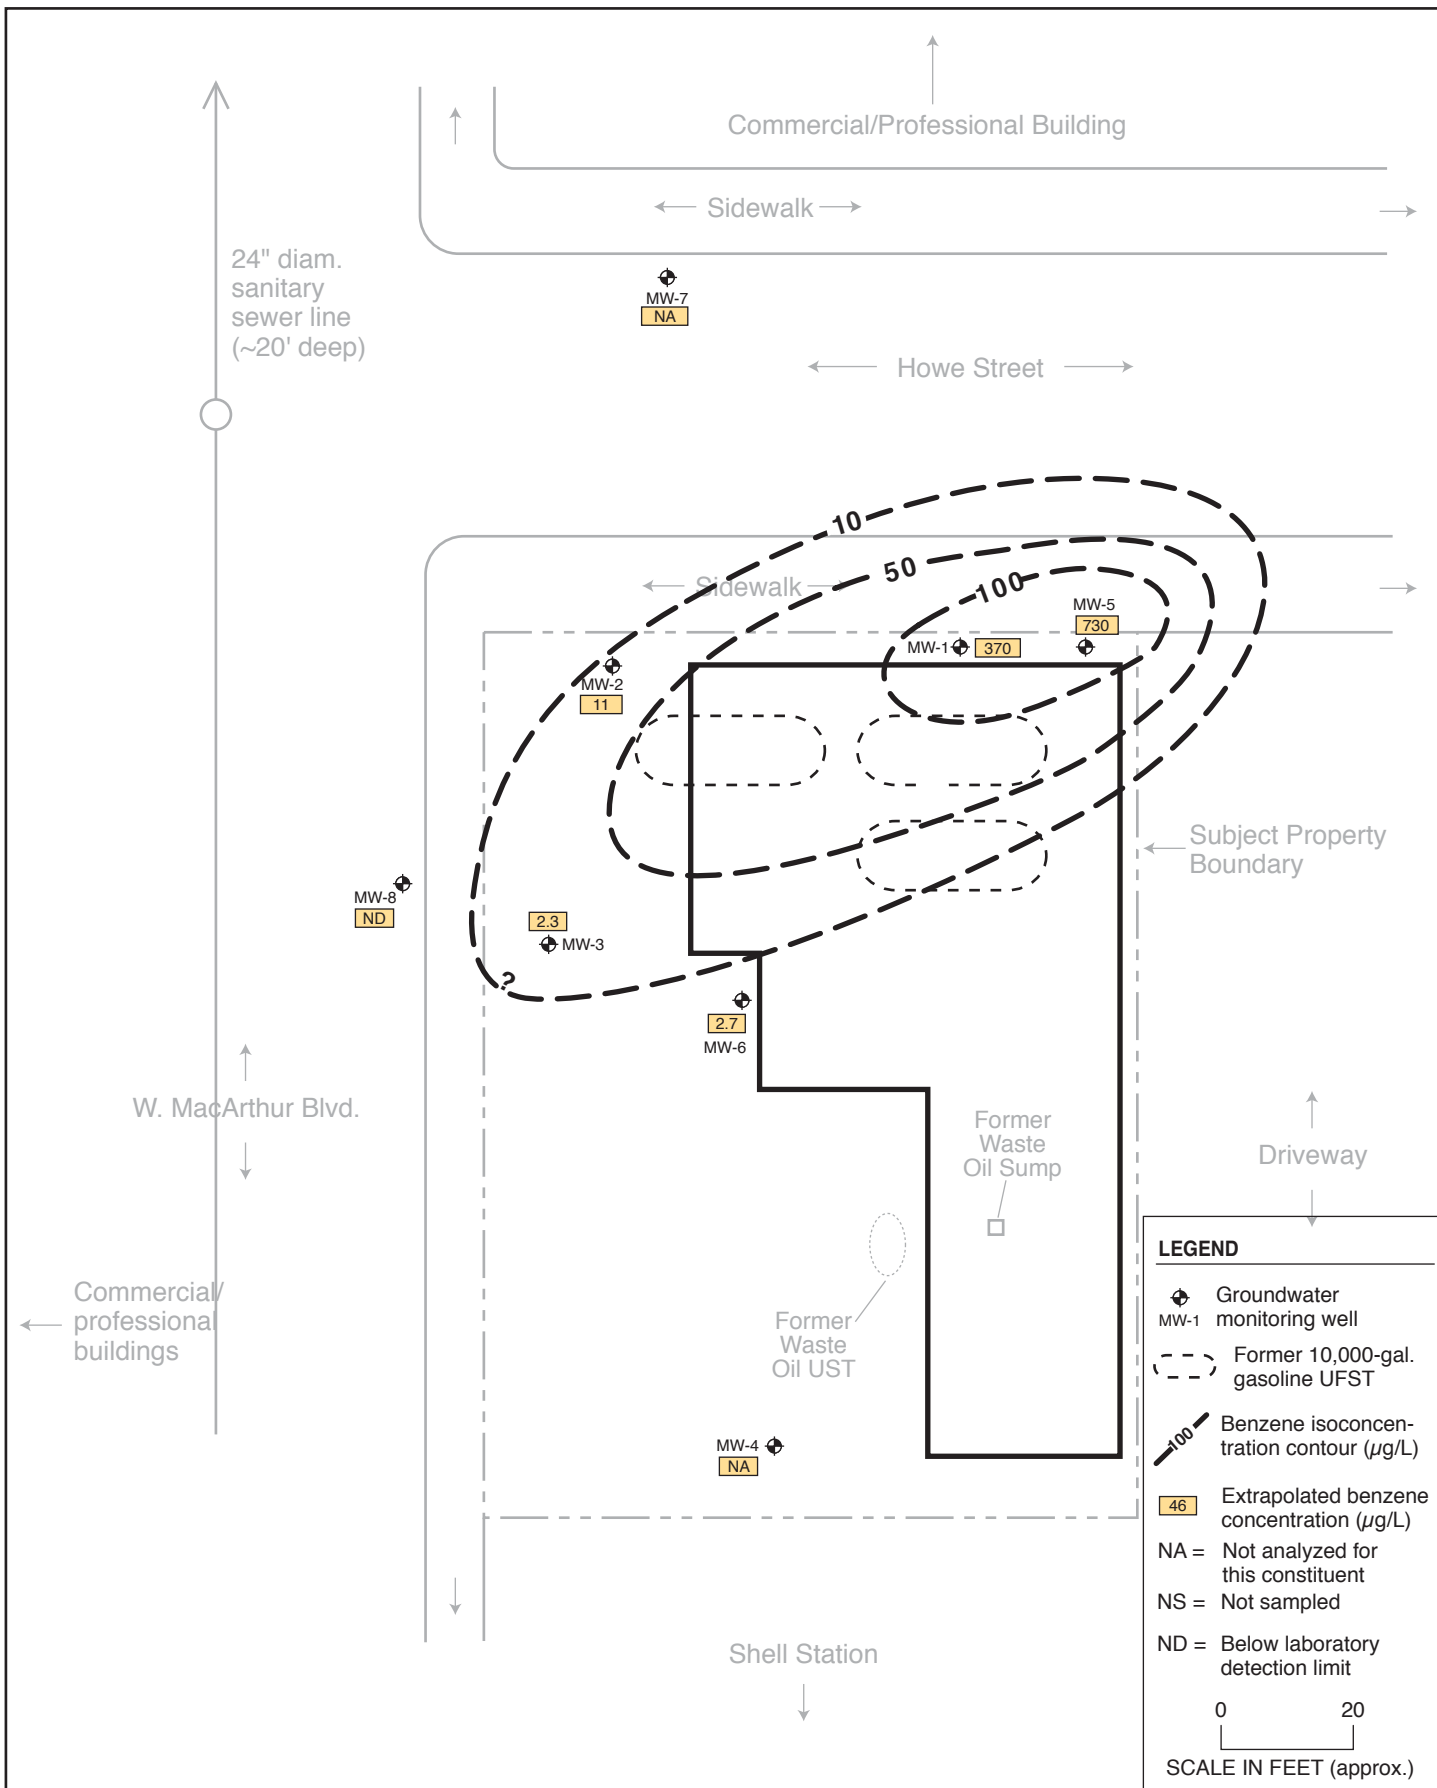 Commercial/Professional Building
Sidewalk
24" diam.
sanitary
sewer line
(~20' deep)
MW-7
NA
Howe Street
10
50
100
Sidewalk
MW-5
730
MW-1
370
MW-2
11
Subject Property
Boundary
MW-8
ND
2.3
MW-3
?
2.7
MW-6
W. MacArthur Blvd.
Former
Waste
Oil Sump
Driveway
Commercial/
professional
buildings
Former
Waste
Oil UST
MW-4
NA
Shell Station
LEGEND
MW-1
Groundwater
monitoring well
Former 10,000-gal.
gasoline UFST
100
Benzene isoconcen-
tration contour (µg/L)
46
Extrapolated benzene
concentration (µg/L)
NA = Not analyzed for
this constituent
NS = Not sampled
ND = Below laboratory
detection limit
0 20
SCALE IN FEET (approx.)